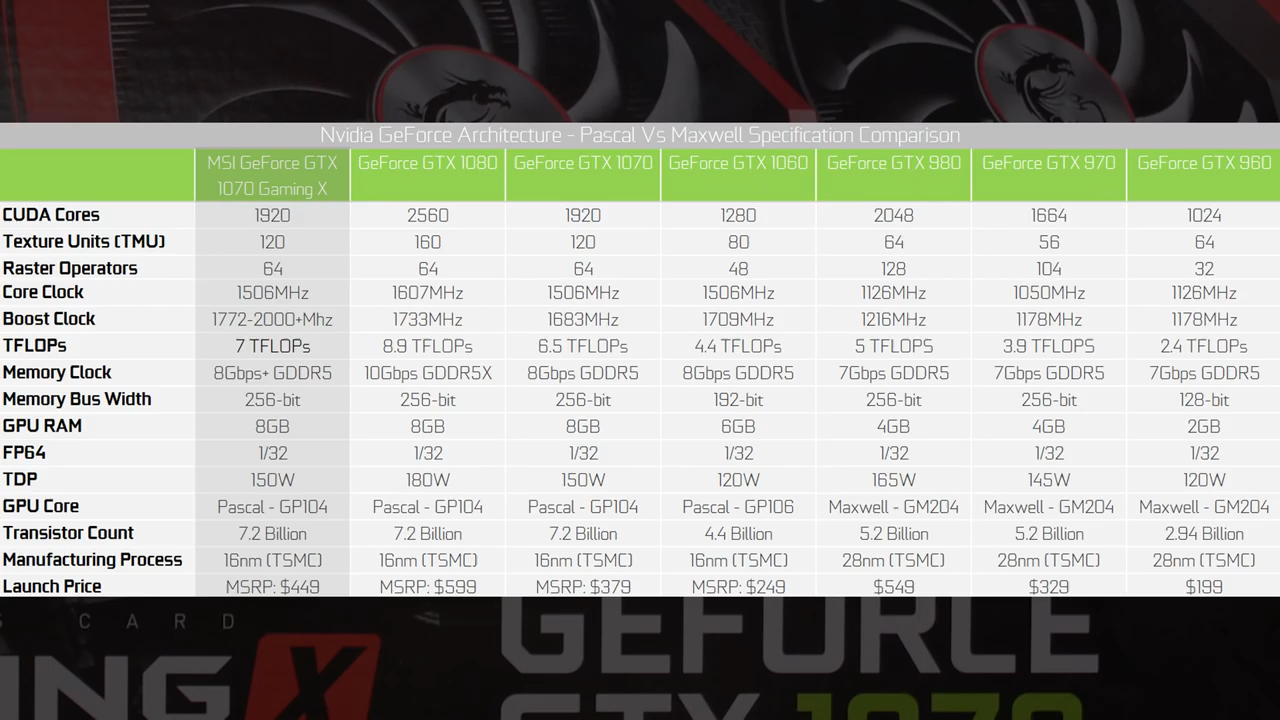 Nvidia GeForce Architecture - Pascal Vs Maxwell Specification Comparison
MSI GeForce GTX 1070 Gaming X GeForce GTX 1080 GeForce GTX 1070 GeForce GTX 1060 GeForce GTX 980 GeForce GTX 970 GeForce GTX 960
CUDA Cores 1920 2560 1920 1280 2048 1664 1024
Texture Units (TMU) 120 160 120 80 64 56 64
Raster Operators 64 64 64 48 128 104 32
Core Clock 1506MHz 1607MHz 1506MHz 1506MHz 1126MHz 1050MHz 1126MHz
Boost Clock 1772-2000+Mhz 1733MHz 1683MHz 1709MHz 1216MHz 1178MHz 1178MHz
TFLOPs 7 TFLOPs 8.9 TFLOPs 6.5 TFLOPs 4.4 TFLOPs 5 TFLOPS 3.9 TFLOPS 2.4 TFLOPs
Memory Clock 8Gbps+ GDDR5 10Gbps GDDR5X 8Gbps GDDR5 8Gbps GDDR5 7Gbps GDDR5 7Gbps GDDR5 7Gbps GDDR5
Memory Bus Width 256-bit 256-bit 256-bit 192-bit 256-bit 256-bit 128-bit
GPU RAM 8GB 8GB 8GB 6GB 4GB 4GB 2GB
FP64 1/32 1/32 1/32 1/32 1/32 1/32 1/32
TDP 150W 180W 150W 120W 165W 145W 120W
GPU Core Pascal - GP104 Pascal - GP104 Pascal - GP104 Pascal - GP106 Maxwell - GM204 Maxwell - GM204 Maxwell - GM204
Transistor Count 7.2 Billion 7.2 Billion 7.2 Billion 4.4 Billion 5.2 Billion 5.2 Billion 2.94 Billion
Manufacturing Process 16nm (TSMC) 16nm (TSMC) 16nm (TSMC) 16nm (TSMC) 28nm (TSMC) 28nm (TSMC) 28nm (TSMC)
Launch Price MSRP: $449 MSRP: $599 MSRP: $379 MSRP: $249 $549 $329 $199
S CARD
ING X
GEFORCE
GTX 1070